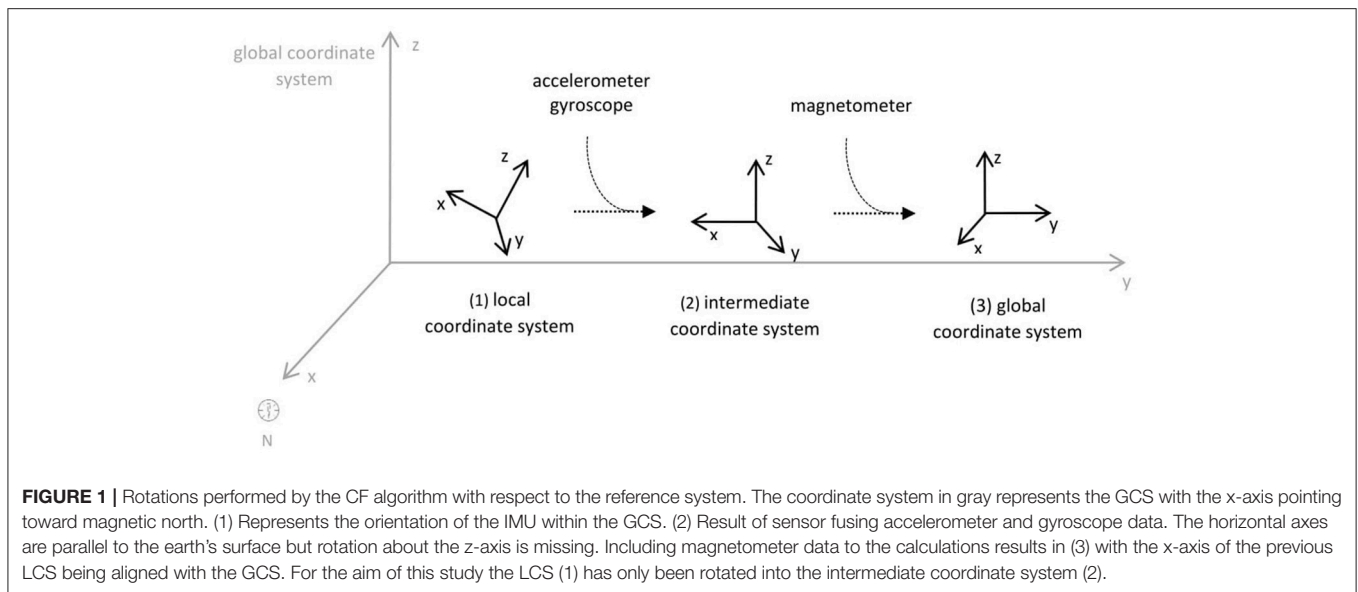 global coordinate
system
z
accelerometer
gyroscope
magnetometer
z
x
y
z
x
y
z
y
x
y
(1) local
coordinate system
(2) intermediate
coordinate system
(3) global
coordinate system
x
N
FIGURE 1 | Rotations performed by the CF algorithm with respect to the reference system. The coordinate system in gray represents the GCS with the x-axis pointing
toward magnetic north. (1) Represents the orientation of the IMU within the GCS. (2) Result of sensor fusing accelerometer and gyroscope data. The horizontal axes
are parallel to the earth's surface but rotation about the z-axis is missing. Including magnetometer data to the calculations results in (3) with the x-axis of the previous
LCS being aligned with the GCS. For the aim of this study the LCS (1) has only been rotated into the intermediate coordinate system (2).